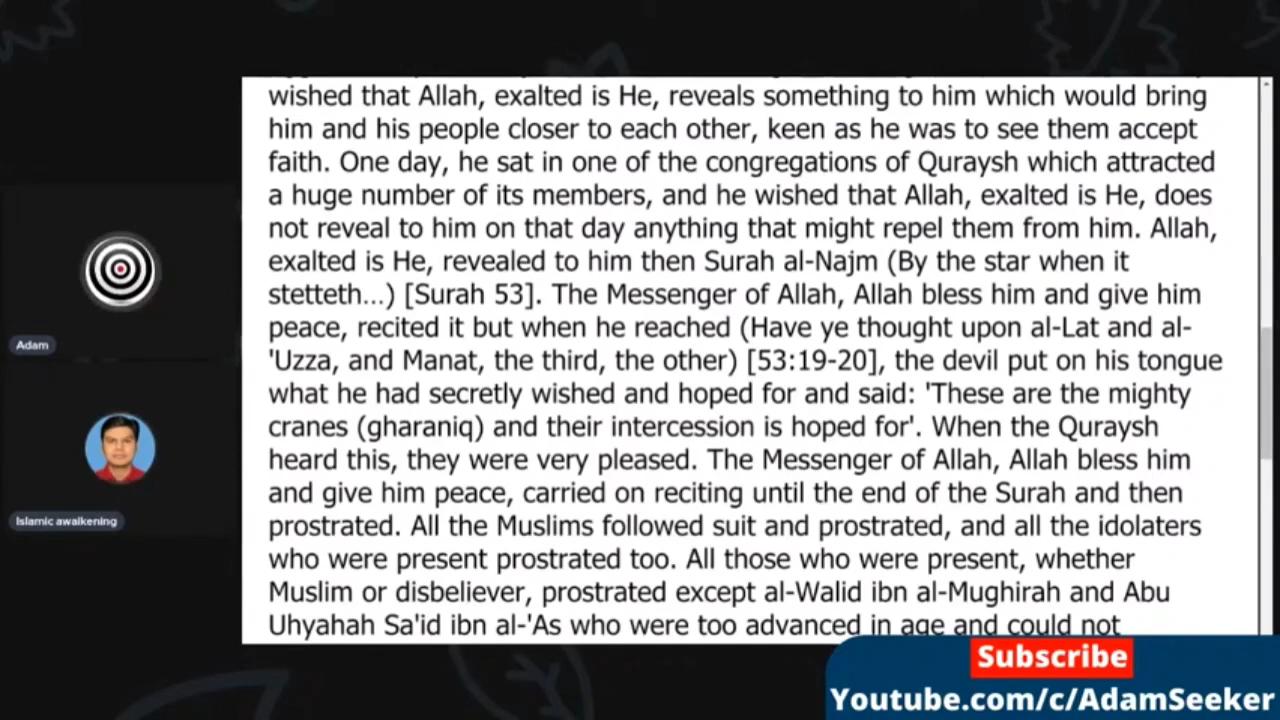 wished that Allah, exalted is He, reveals something to him which would bring
him and his people closer to each other, keen as he was to see them accept
faith. One day, he sat in one of the congregations of Quraysh which attracted
a huge number of its members, and he wished that Allah, exalted is He, does
not reveal to him on that day anything that might repel them from him. Allah,
exalted is He, revealed to him then Surah al-Najm (By the star when it
stetteth...) [Surah 53]. The Messenger of Allah, Allah bless him and give him
peace, recited it but when he reached (Have ye thought upon al-Lat and al-
'Uzza, and Manat, the third, the other) [53:19-20], the devil put on his tongue
what he had secretly wished and hoped for and said: 'These are the mighty
cranes (gharaniq) and their intercession is hoped for'. When the Quraysh
heard this, they were very pleased. The Messenger of Allah, Allah bless him
and give him peace, carried on reciting until the end of the Surah and then
prostrated. All the Muslims followed suit and prostrated, and all the idolaters
who were present prostrated too. All those who were present, whether
Muslim or disbeliever, prostrated except al-Walid ibn al-Mughirah and Abu
Uhyahah Sa'id ibn al-'As who were too advanced in age and could not
Adam
Islamic awaikening
Subscribe
Youtube.com/c/AdamSeeker